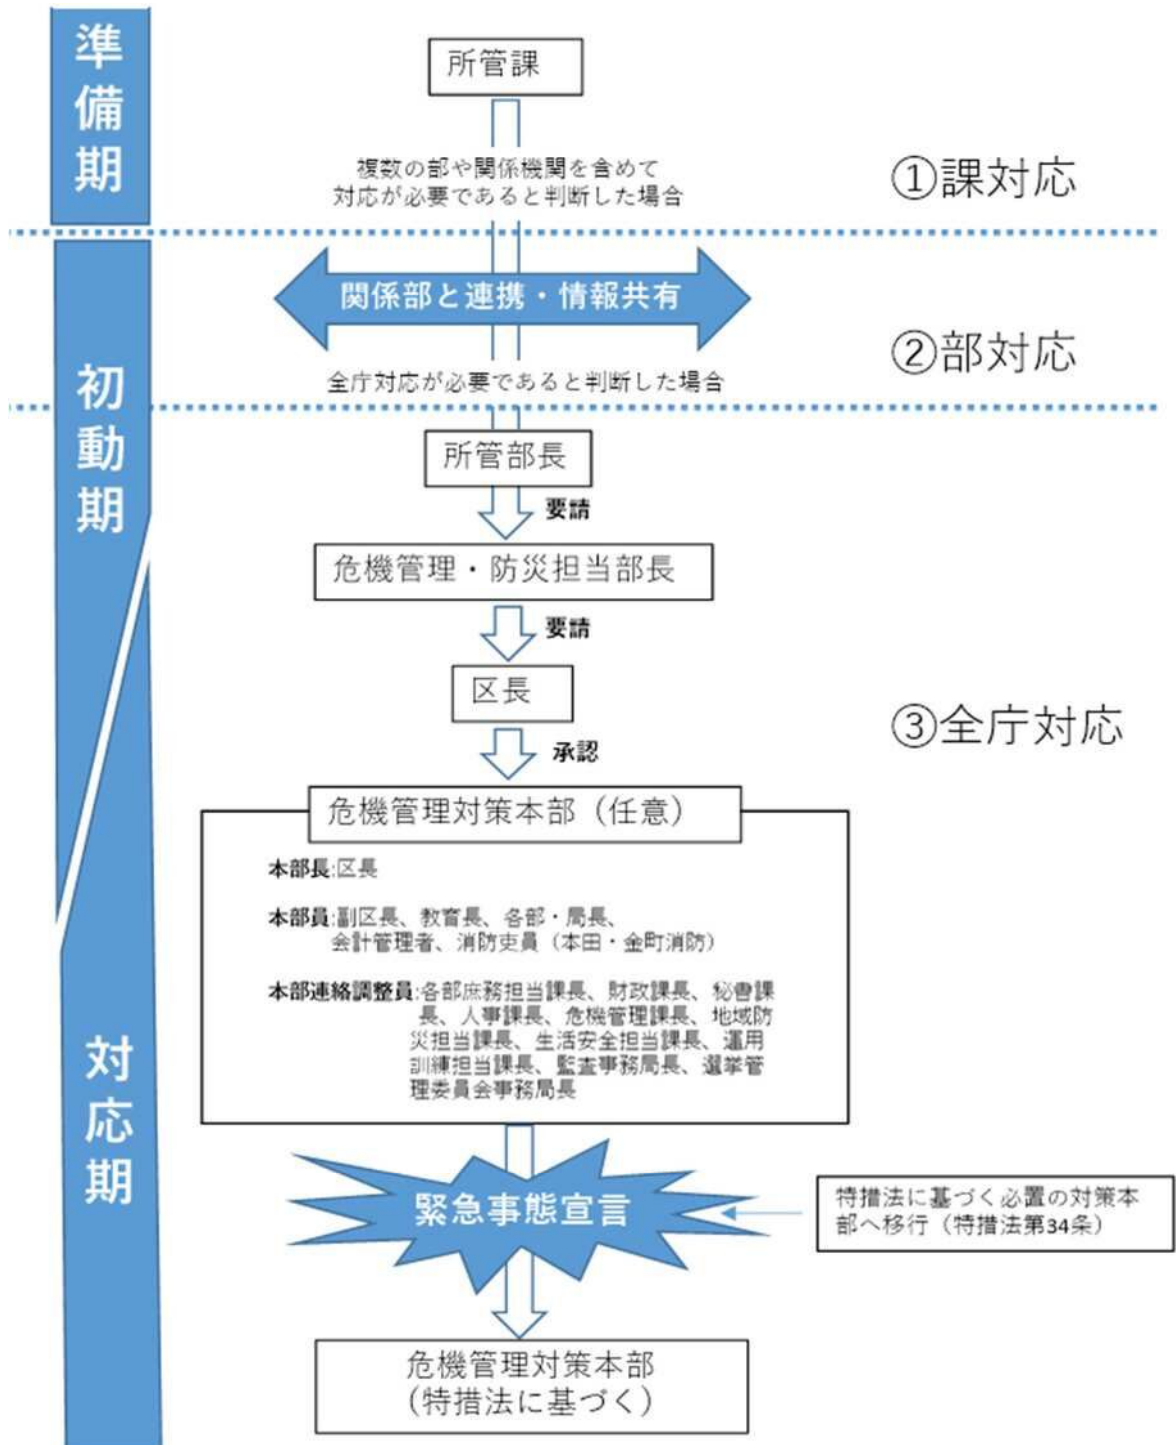 準備期
所管課
複数の部や関係機関を含めて
対応が必要であると判断した場合
①課対応
初動期
関係部と連携・情報共有
②部対応
全庁対応が必要であると判断した場合
所管部長
要請
危機管理・防災担当部長
要請
区長
③全庁対応
承認
危機管理対策本部（任意）
本部長:区長
本部員:副区長、教育長、各部・局長、
会計管理者、消防吏員（本田・金町消防）
本部連絡調整員:各部庶務担当課長、財政課長、秘書課
長、人事課長、危機管理課長、地域防
災担当課長、生活安全担当課長、運用
訓練担当課長、監査事務局長、選挙管
理委員会事務局長
対応期
緊急事態宣言
特措法に基づく必置の対策本
部へ移行（特措法第34条）
危機管理対策本部
（特措法に基づく）